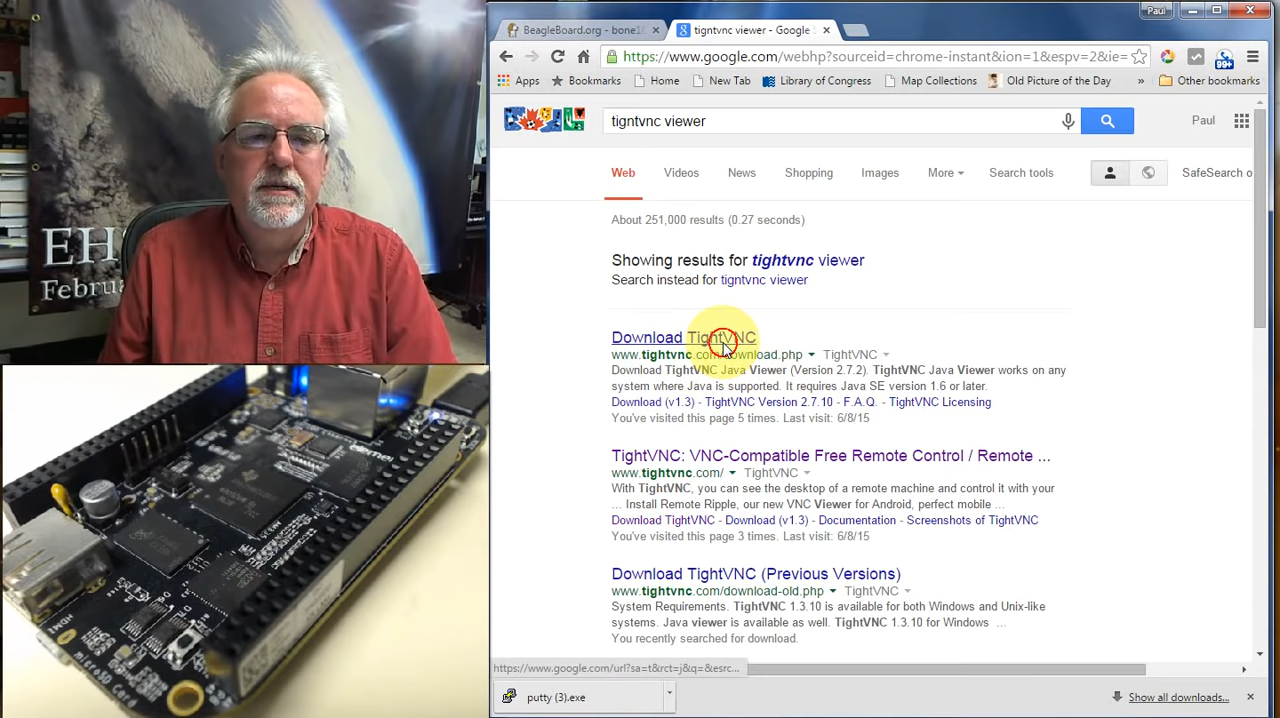 EH
Februa
HDMI
microSD Card
Paul
BeagleBoard.org - bone1
tigntvnc viewer - Google S
https://www.google.com/webhp?sourceid=chrome-instant&ion=1&espv=2&ie=
99+
Apps
Bookmarks
Home
New Tab
Library of Congress
Map Collections
Old Picture of the Day
»
Other bookmarks
tigntvnc viewer
Paul
Web
Videos
News
Shopping
Images
More
Search tools
SafeSearch o
About 251,000 results (0.27 seconds)
Showing results for tightvnc viewer
Search instead for tigntvnc viewer
Download TightVNC
www.tightvnc.com/download.php TightVNC
Download TightVNC Java Viewer (Version 2.7.2). TightVNC Java Viewer works on any
system where Java is supported. It requires Java SE version 1.6 or later.
Download (v1.3) - TightVNC Version 2.7.10 - F.A.Q. - TightVNC Licensing
You've visited this page 5 times. Last visit: 6/8/15
TightVNC: VNC-Compatible Free Remote Control / Remote ...
www.tightvnc.com/ TightVNC
With TightVNC, you can see the desktop of a remote machine and control it with your
... Install Remote Ripple, our new VNC Viewer for Android, perfect mobile ...
Download TightVNC - Download (v1.3) - Documentation - Screenshots of TightVNC
You've visited this page 3 times. Last visit: 6/8/15
Download TightVNC (Previous Versions)
www.tightvnc.com/download-old.php TightVNC
System Requirements. TightVNC 1.3.10 is available for both Windows and Unix-like
systems. Java viewer is available as well. TightVNC 1.3.10 for Windows ...
You recently searched for download.
https://www.google.com/url?sa=t&rct=j&q=&esrc...
putty (3).exe
Show all downloads...